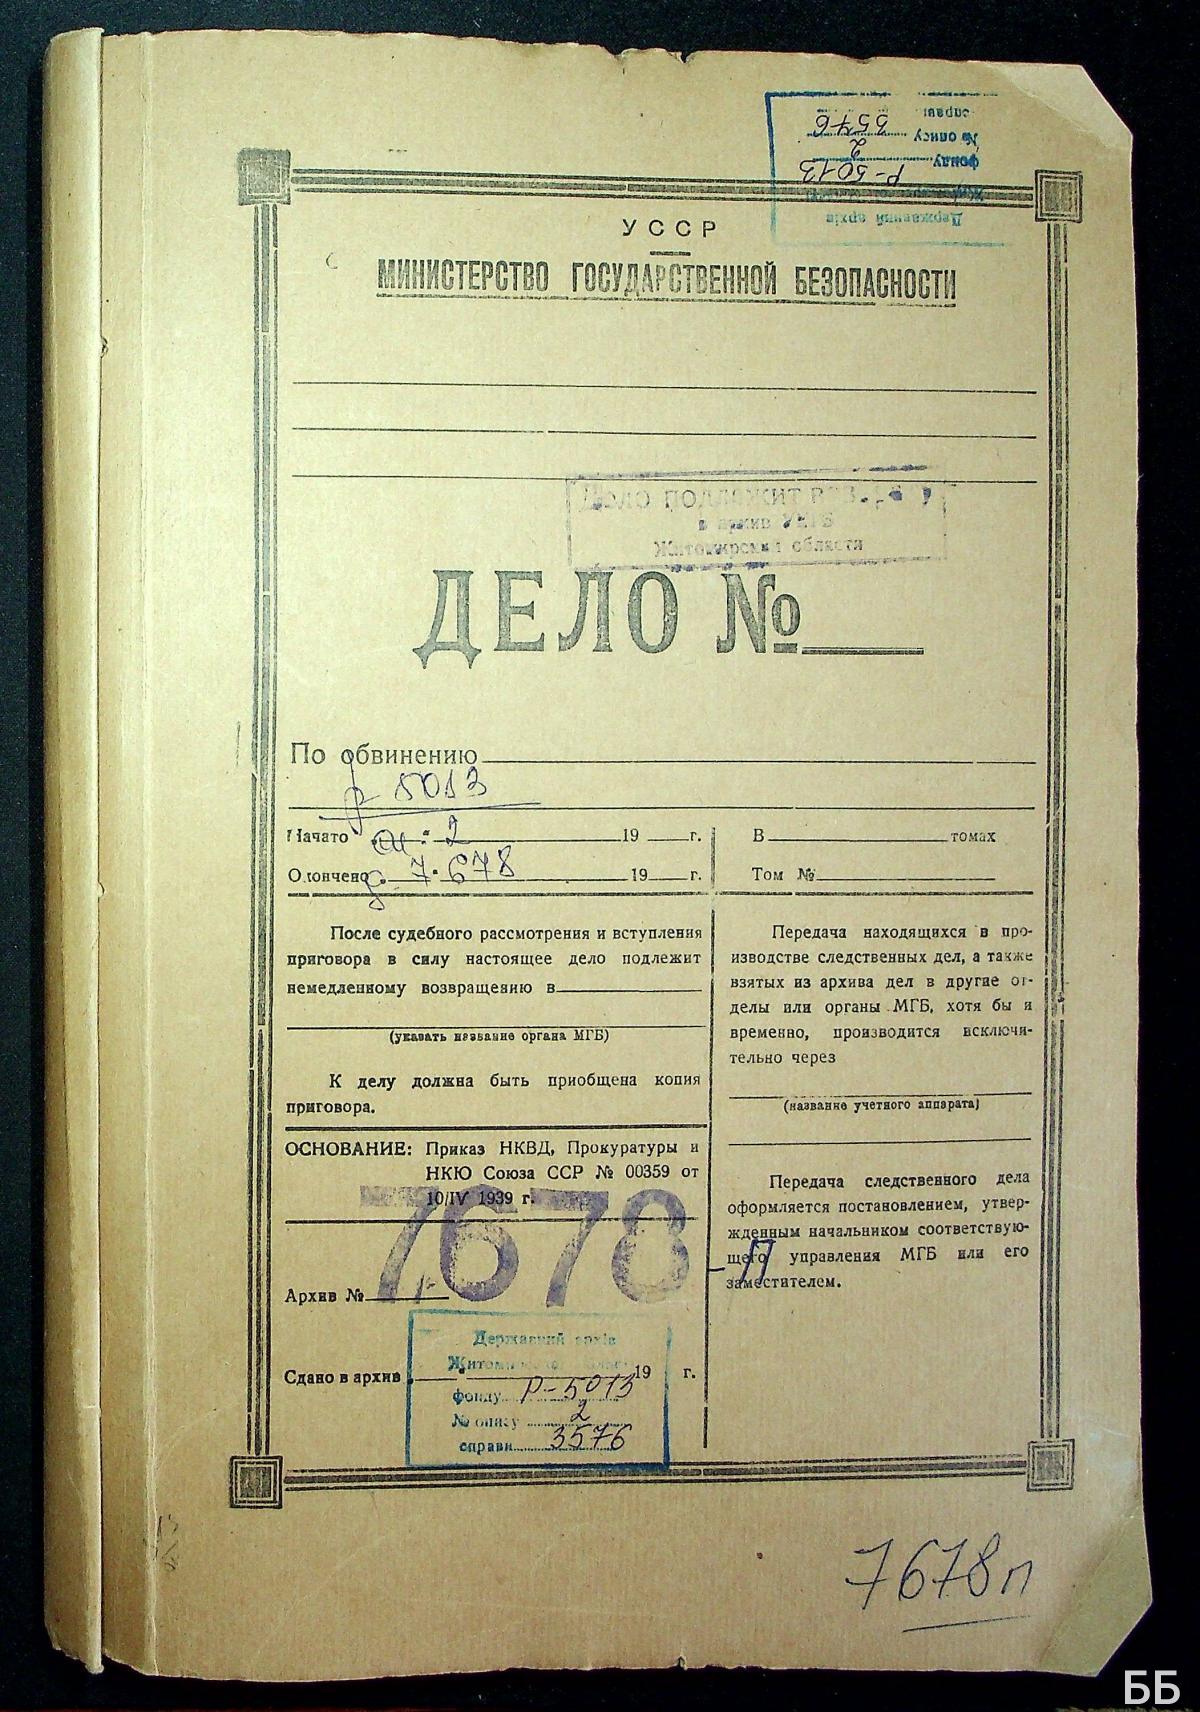 справи 3576
№ опису 2
фонду Р-5013
Державний архів
УССР
МИНИСТЕРСТВО ГОСУДАРСТВЕННОЙ БЕЗОПАСНОСТИ
Дело подлежит
в архив УКГБ
Житомирской области
ДЕЛО №
По обвинению
р 5013
Начато оп. 2 19 г.
Окончено д. 7678 19 г.
В томах
Том №
После судебного рассмотрения и вступления
приговора в силу настоящее дело подлежит
немедленному возвращению в
(указать название органа МГБ)
К делу должна быть приобщена копия
приговора.
ОСНОВАНИЕ: Приказ НКВД, Прокуратуры и
НКЮ Союза ССР № 00359 от
10/IV 1939 г.
7678-П
Архив №
Сдано в архив 19 г.
Державний архів
Житомирської області
фонду Р-5013
№ опису 2
справи 3576
Передача находящихся в про-
изводстве следственных дел, а также
взятых из архива дел в другие от-
делы или органы МГБ, хотя бы и
временно, производится исключи-
тельно через
(название учетного аппарата)
Передача следственного дела
оформляется постановлением, утвер-
жденным начальником соответствую-
щего управления МГБ или его
заместителем.
7678п
ББ